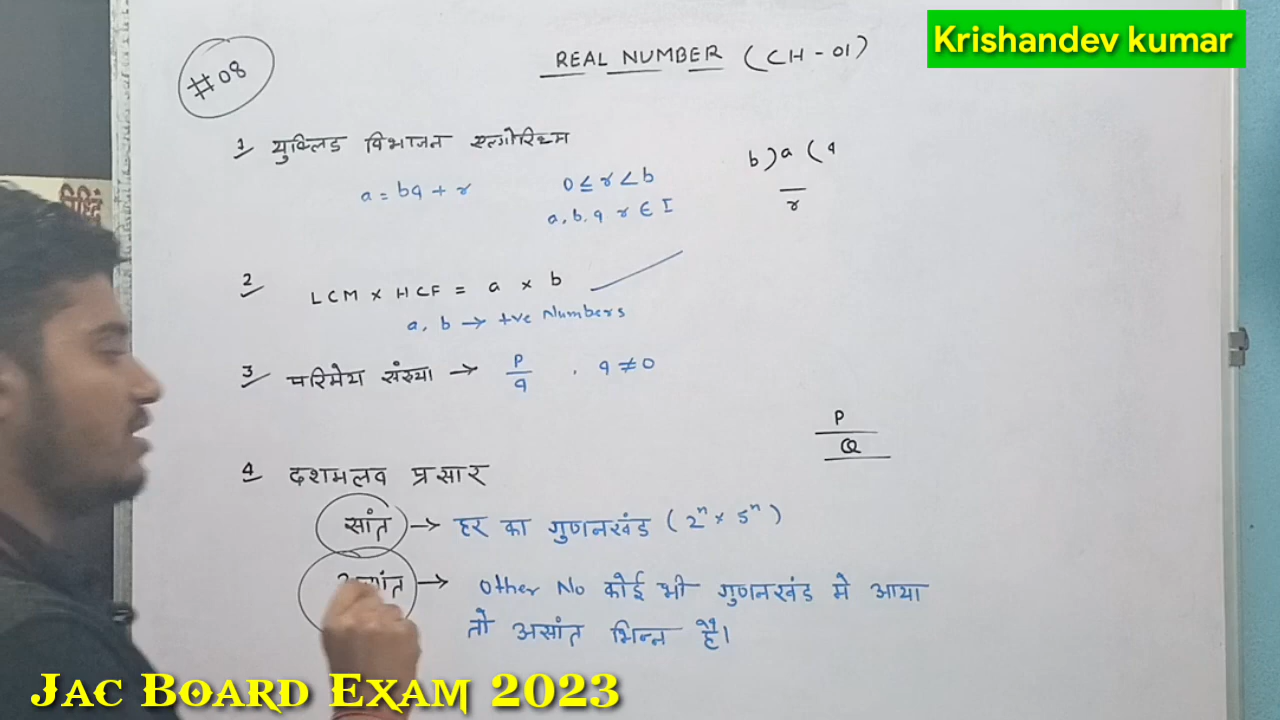 Krishandev kumar
#08
REAL NUMBER (CH-01)
1 युक्लिड विभाजन एल्गोरिथ्म
a = bq + r
0 ≤ r < b
a, b, q r ∈ I
b ) a ( q
r
2 LCM × HCF = a × b
a, b → +ve Numbers
3 परिमेय संख्या → P/q , q ≠ 0
P
Q
4 दशमलव प्रसार
सांत → हर का गुणनखंड ( 2ⁿ × 5ⁿ )
→ other No कोई भी गुणनखंड मे आया
तो असांत भिन्न है।
Jac Board Exam 2023